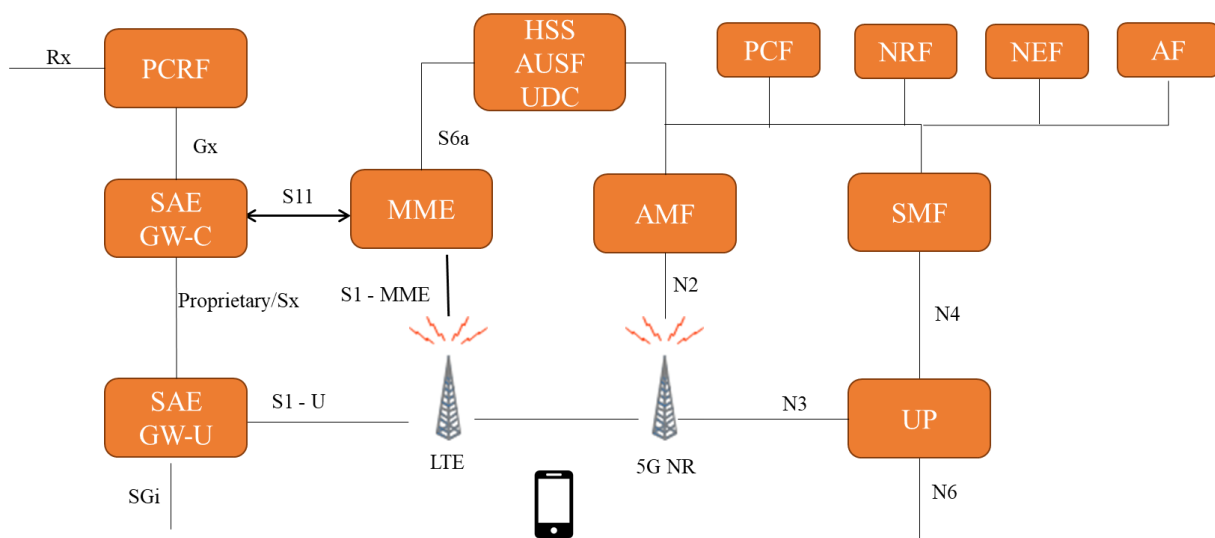 Rx
PCRF
HSS
AUSF
UDC
PCF
NRF
NEF
AF
Gx
S6a
SAE
GW-C
S11
MME
AMF
SMF
Proprietary/Sx
S1 - MME
N2
N4
SAE
GW-U
S1 - U
N3
UP
LTE
5G NR
SGi
N6